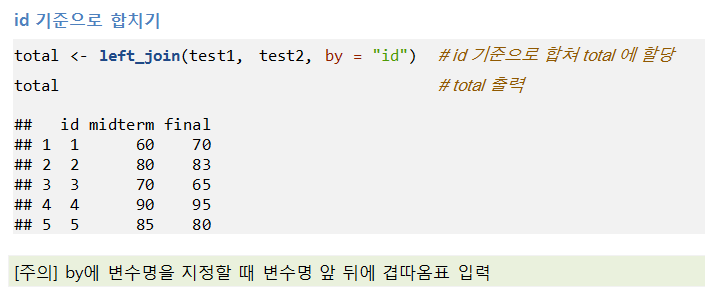 id 기준으로 합치기
total <- left_join(test1, test2, by = "id") # id 기준으로 합쳐 total 에 할당
total # total 출력
## id midterm final
## 1 1 60 70
## 2 2 80 83
## 3 3 70 65
## 4 4 90 95
## 5 5 85 80
[주의] by에 변수명을 지정할 때 변수명 앞 뒤에 겹따옴표 입력